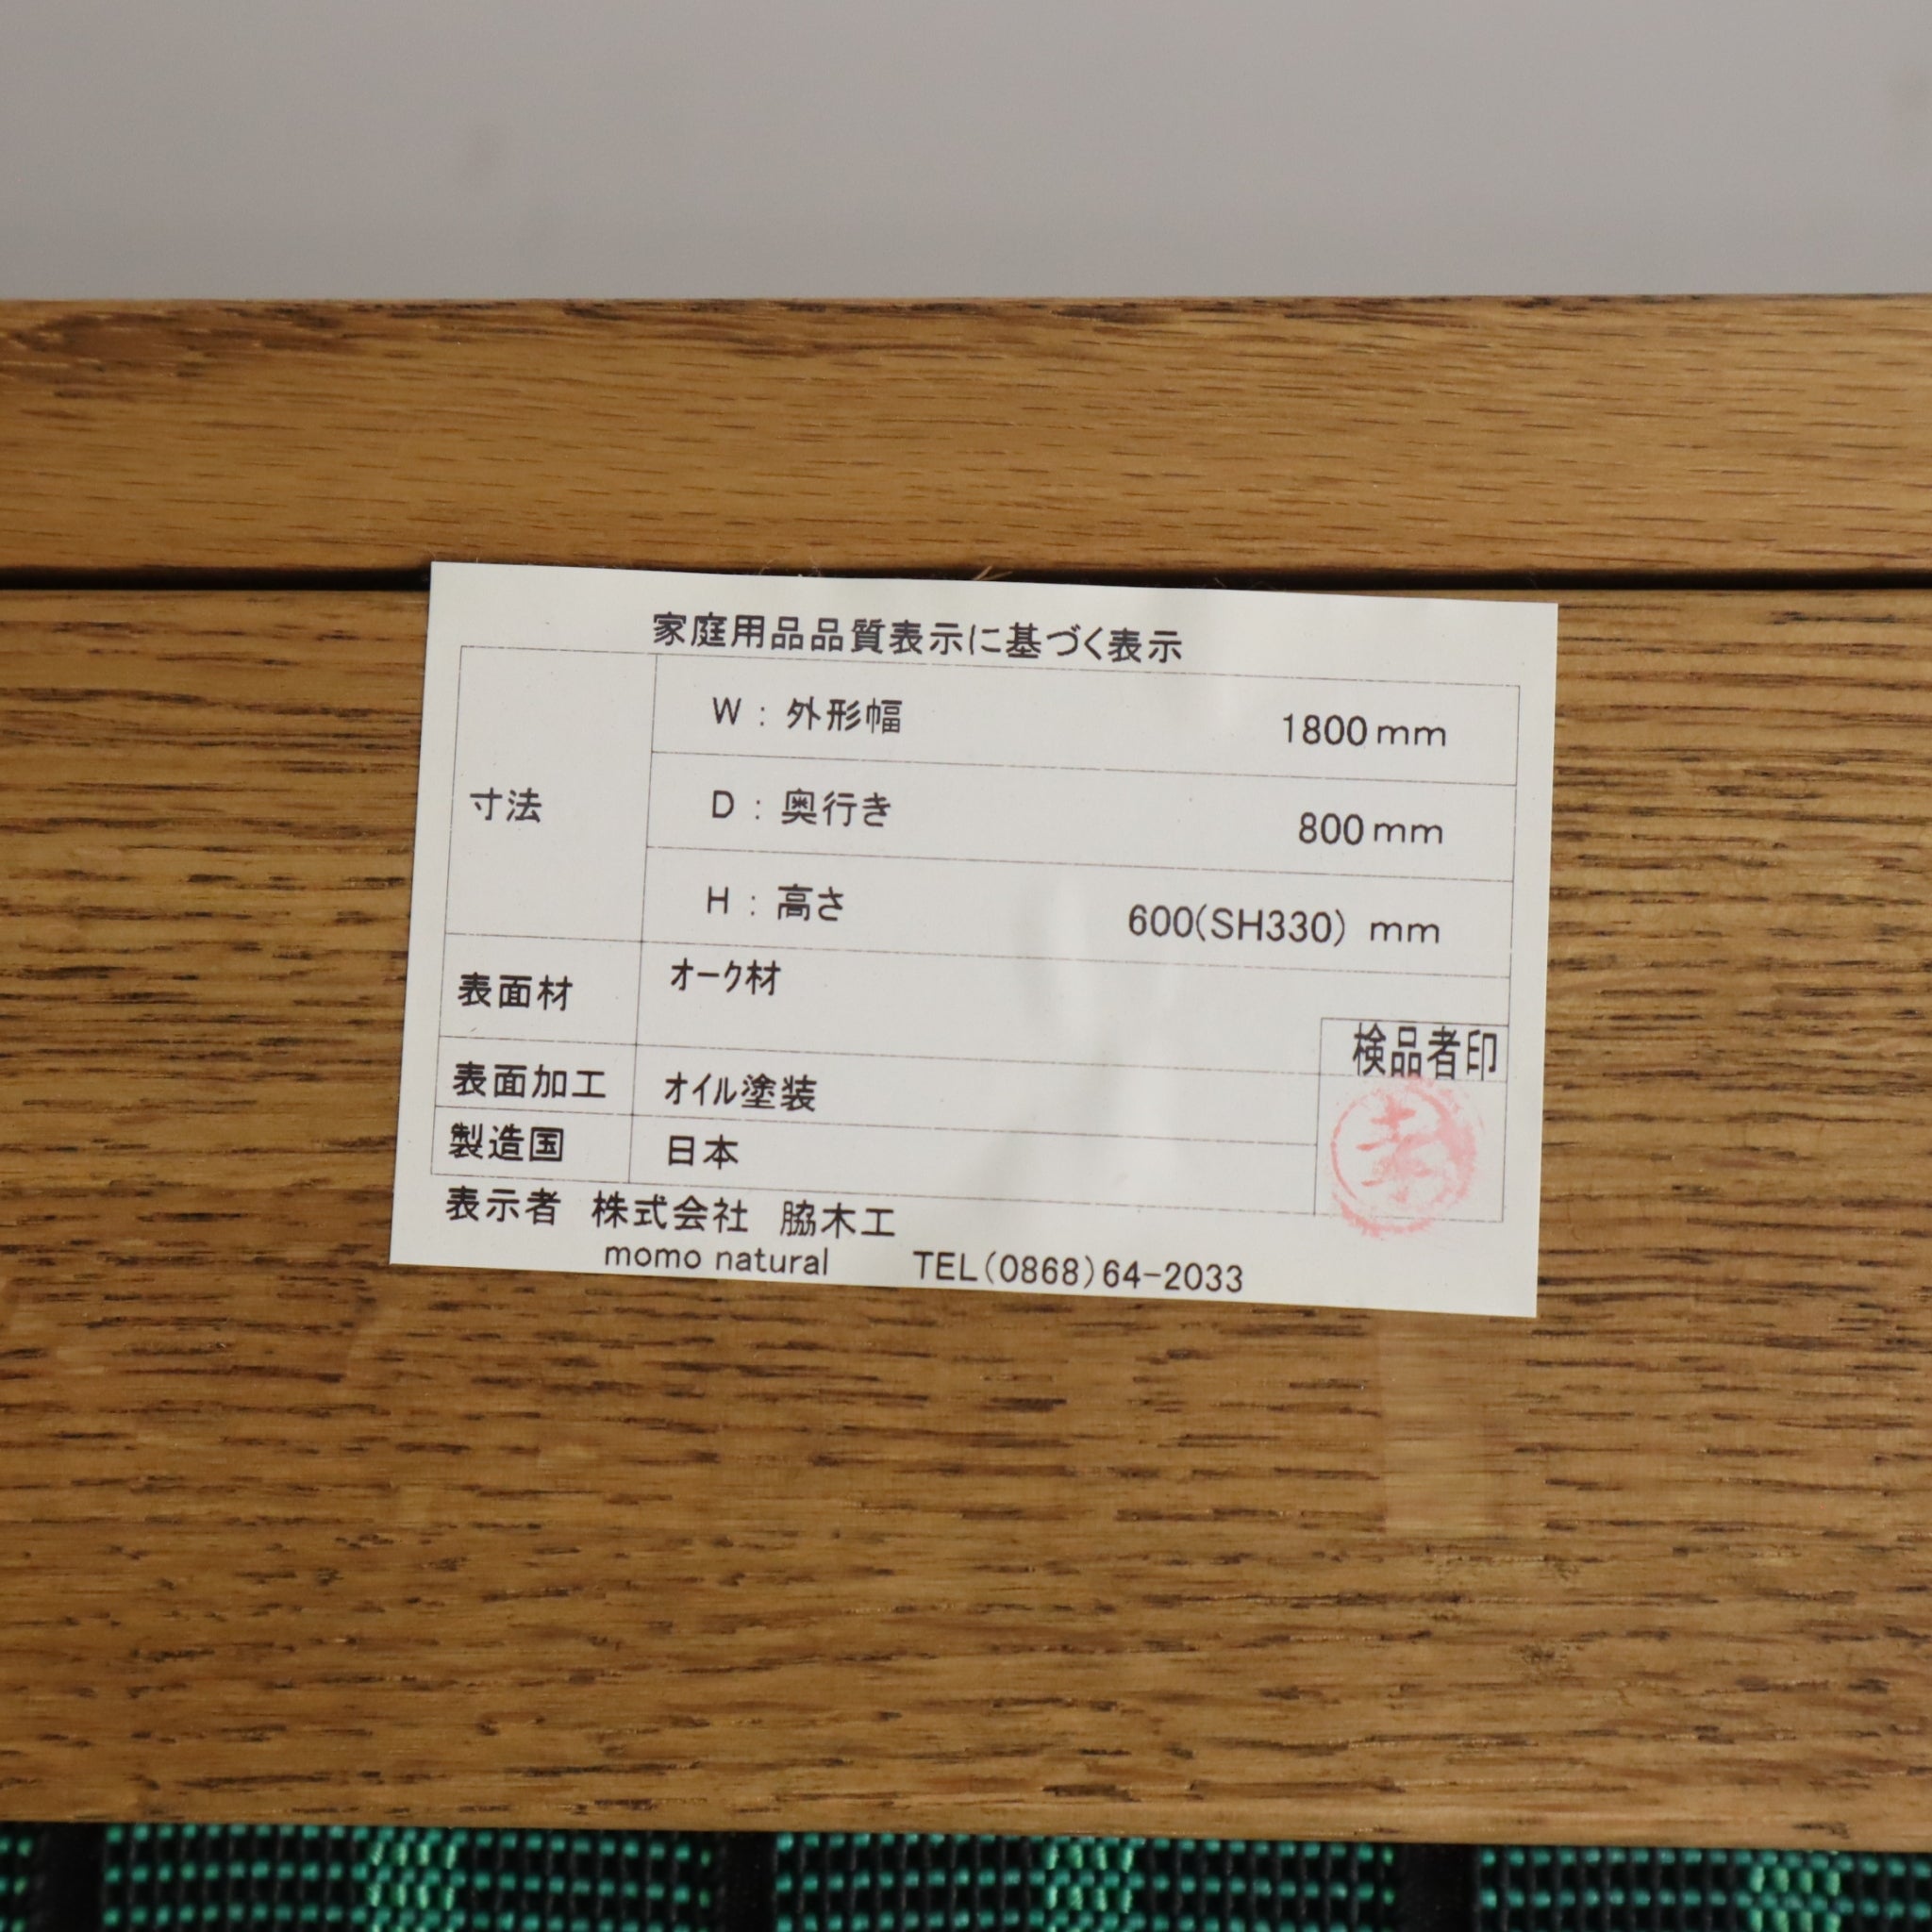 家庭用品品質表示に基づく表示
寸法
W : 外形幅 1800mm
D : 奥行き 800mm
H : 高さ 600(SH330) mm
表面材 オーク材
検品者印
表面加工 オイル塗装
製造国 日本
表示者 株式会社 脇木工
momo natural TEL(0868)64-2033